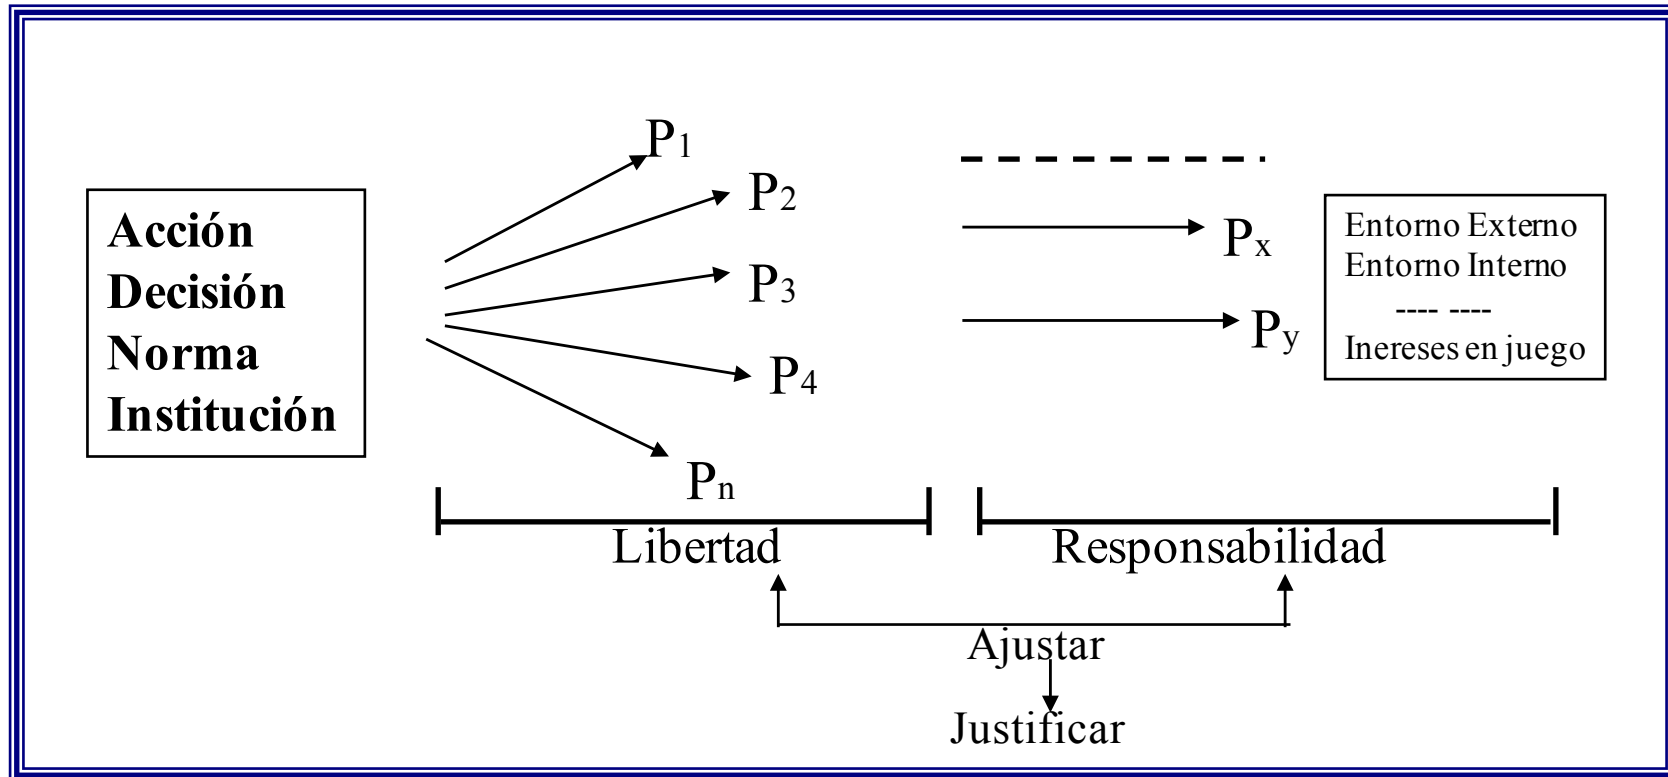 Acción
Decisión
Norma
Institución
P1
P2
P3
P4
Pn
Px
Py
Entorno Externo
Entorno Interno
---- ----
Inereses en juego
Libertad
Responsabilidad
Ajustar
Justificar